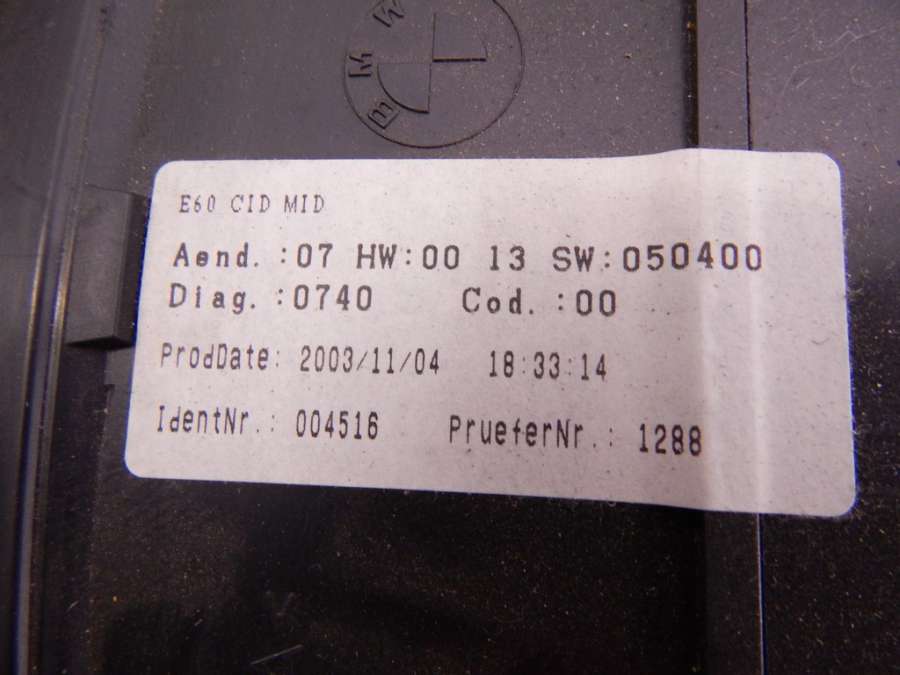 BMW
E60 CID MID
Aend. :07 HW:00 13 SW:050400
Diag. :0740 Cod. :00
ProdDate: 2003/11/04 18:33:14
IdentNr.: 004516 PrueferNr.: 1288